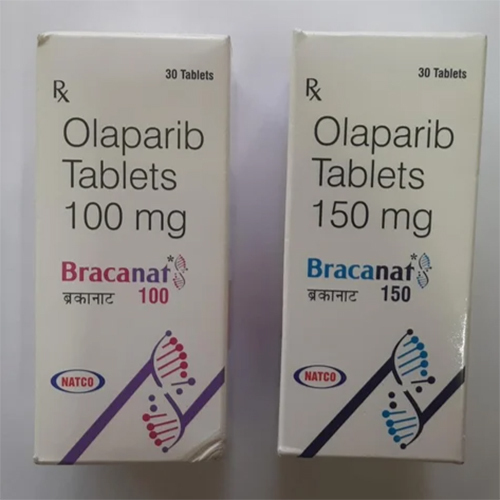 30 Tablets
Rx
Olaparib
Tablets
100 mg
Bracanat*
ब्रकानाट 100
NATCO
30 Tablets
Rx
Olaparib
Tablets
150 mg
Bracanat*
ब्रकानाट 150
NATCO